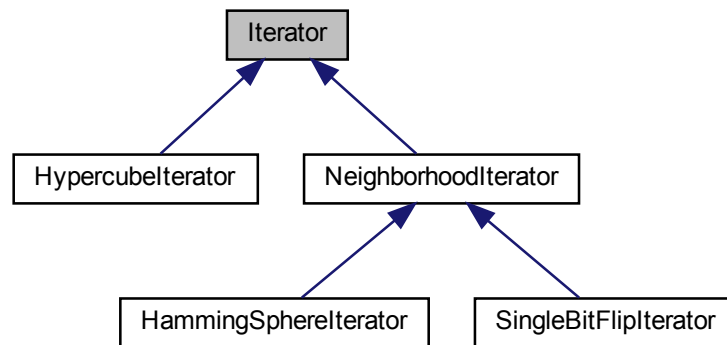 Iterator
HypercubeIterator
NeighborhoodIterator
HammingSphereIterator
SingleBitFlipIterator